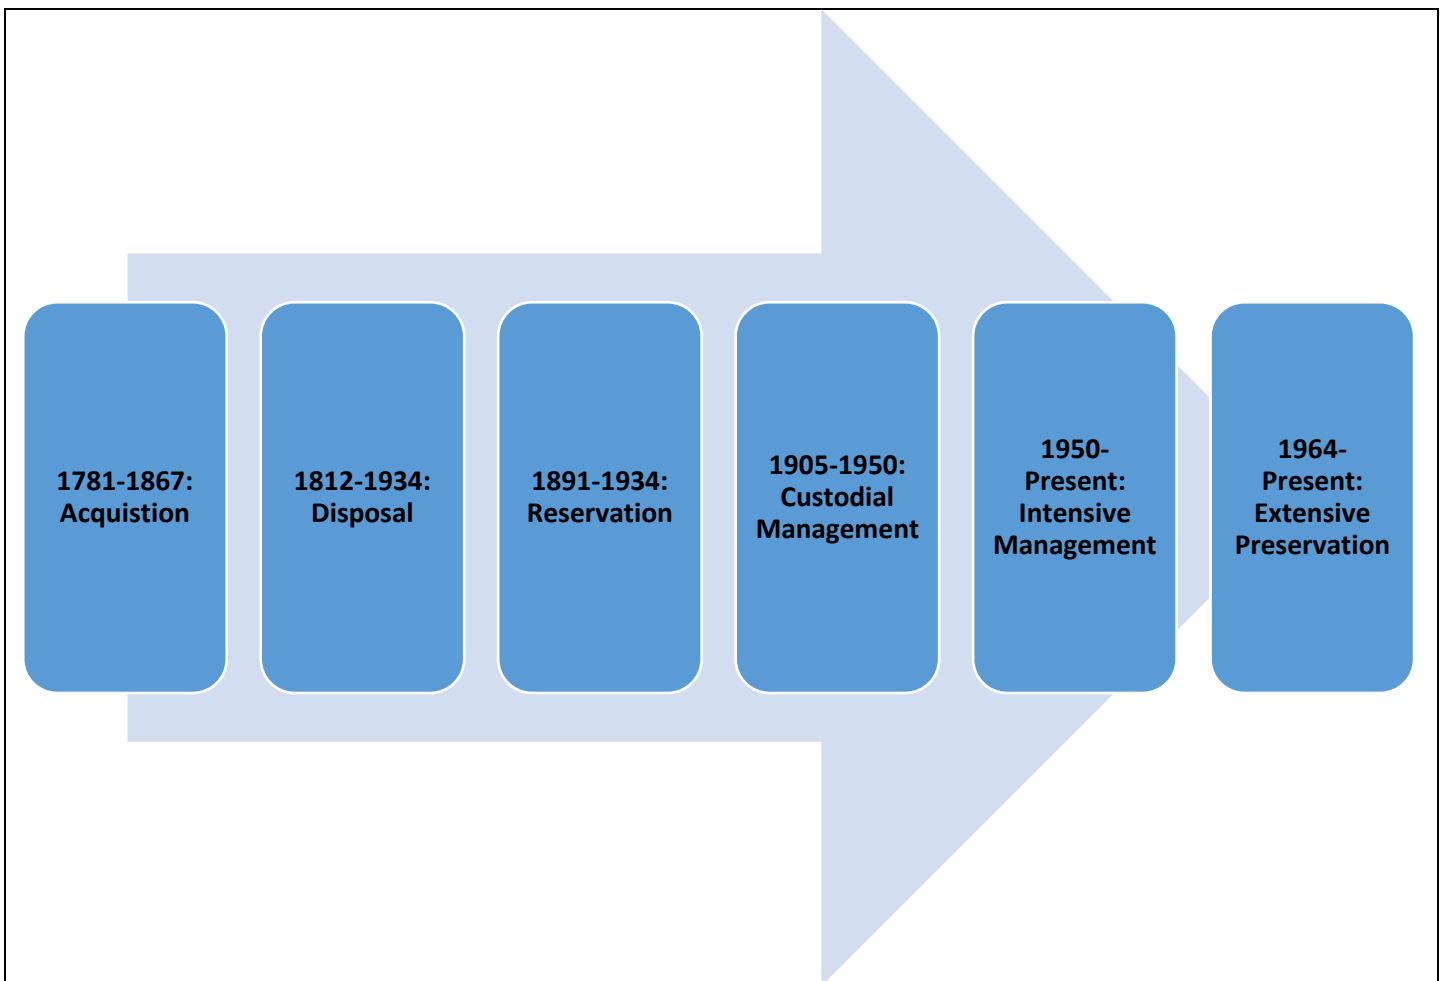 1781-1867:
Acquistion
1812-1934:
Disposal
1891-1934:
Reservation
1905-1950:
Custodial
Management
1950-
Present:
Intensive
Management
1964-
Present:
Extensive
Preservation